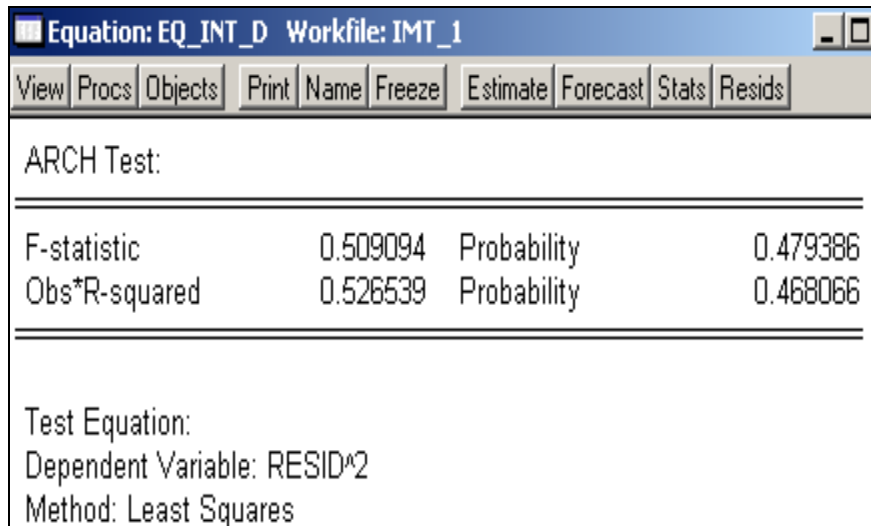 Equation: EQ_INT_D Workfile: IMT_1
View Procs Objects Print Name Freeze Estimate Forecast Stats Resids
ARCH Test:
F-statistic 0.509094 Probability 0.479386
Obs*R-squared 0.526539 Probability 0.468066
Test Equation:
Dependent Variable: RESID^2
Method: Least Squares